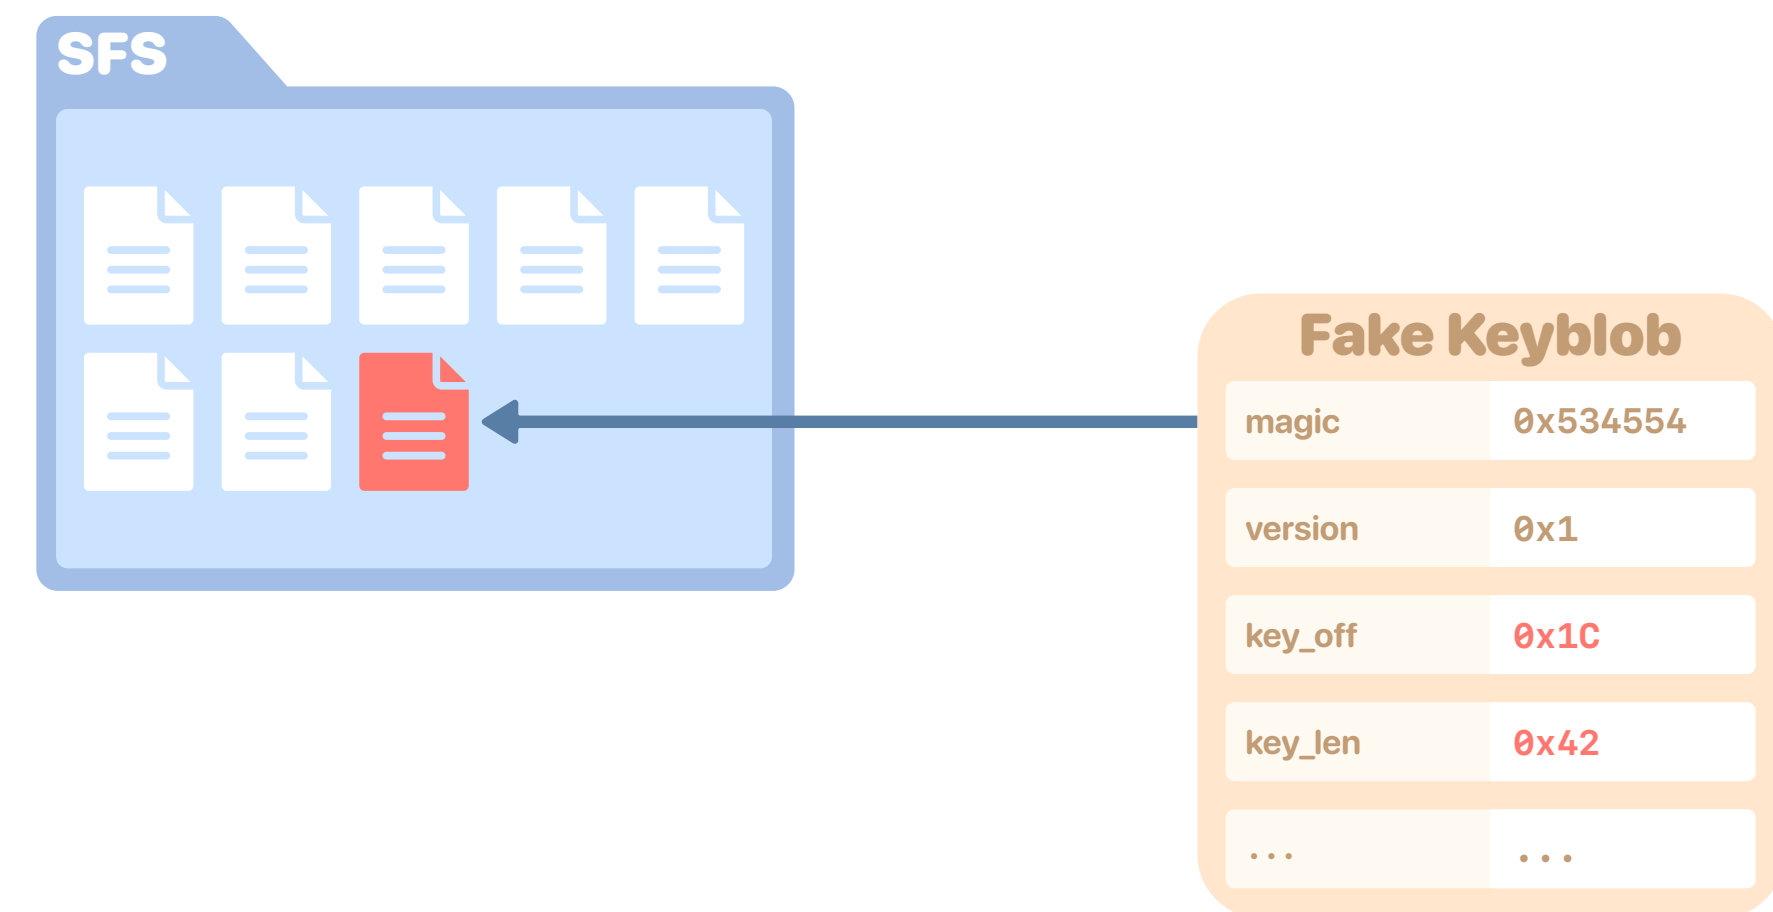 SFS
Fake Keyblob
magic 0x534554
version 0x1
key_off 0x1C
key_len 0x42
... ...